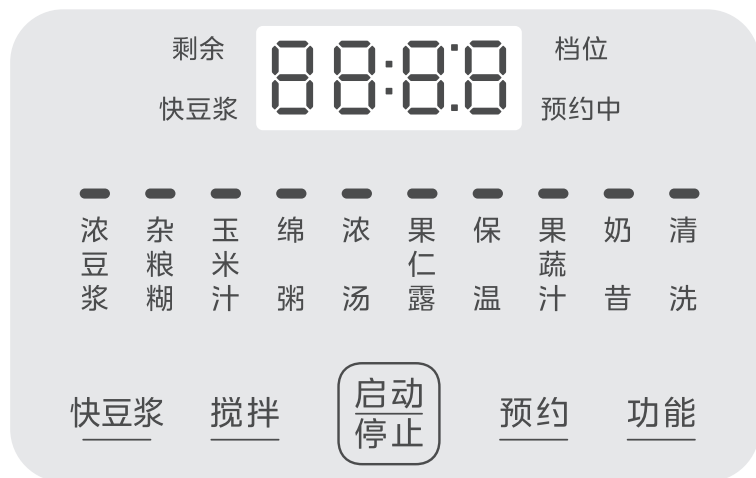 剩余
88:8:8
档位
快豆浆
预约中
浓豆浆
杂粮糊
玉米汁
绵粥
浓汤
果仁露
保温
果蔬汁
奶昔
清洗
快豆浆
搅拌
启动
停止
预约
功能